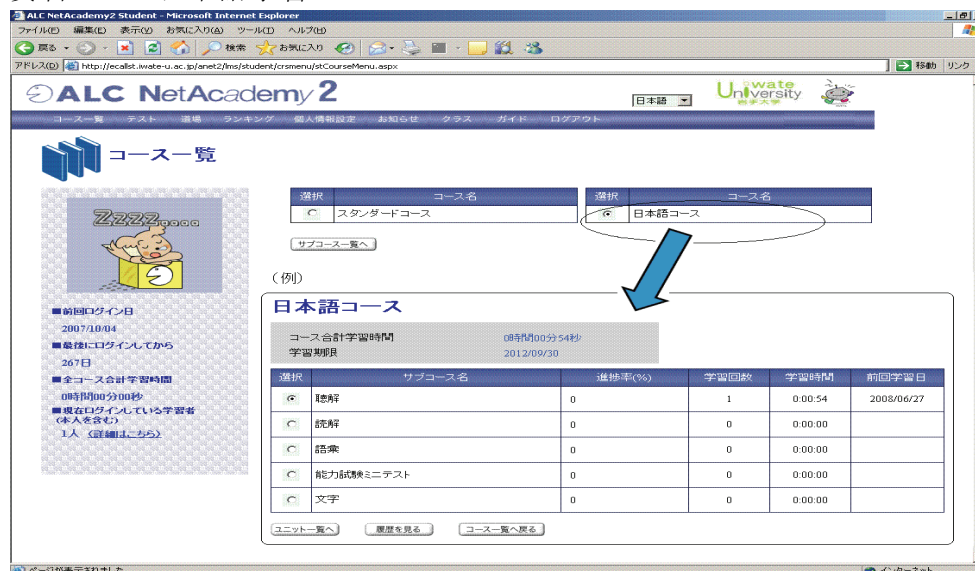 ALC NetAcademy2 Student - Microsoft Internet Explorer
ファイル(F) 編集(E) 表示(V) お気に入り(A) ツール(T) ヘルプ(H)
戻る 検索 お気に入り
アドレス(D) http://ecallst.iwate-u.ac.jp/anet2/lms/student/crsmenu/stCourseMenu.aspx 移動 リンク
ALC NetAcademy 2
日本語
Iwate University
岩手大学
コース一覧 テスト 道場 ランキング 個人情報設定 お知らせ クラス ガイド ログアウト
コース一覧
Zzzz....
■前回ログイン日
2007/10/04
■最後にログインしてから
267日
■全コース合計学習時間
0時間00分00秒
■現在ログインしている学習者
(本人を含む)
1人 (詳細はこちら)
選択 コース名 選択 コース名
スタンダードコース 日本語コース
サブコース一覧へ
(例)
日本語コース
コース合計学習時間 0時間00分54秒
学習期限 2012/09/30
選択 サブコース名 進捗率(%) 学習回数 学習時間 前回学習日
聴解 0 1 0:00:54 2008/06/27
読解 0 0 0:00:00
語彙 0 0 0:00:00
能力試験ミニテスト 0 0 0:00:00
文字 0 0 0:00:00
ユニット一覧へ 履歴を見る コース一覧へ戻る
ページが表示されました
インターネット